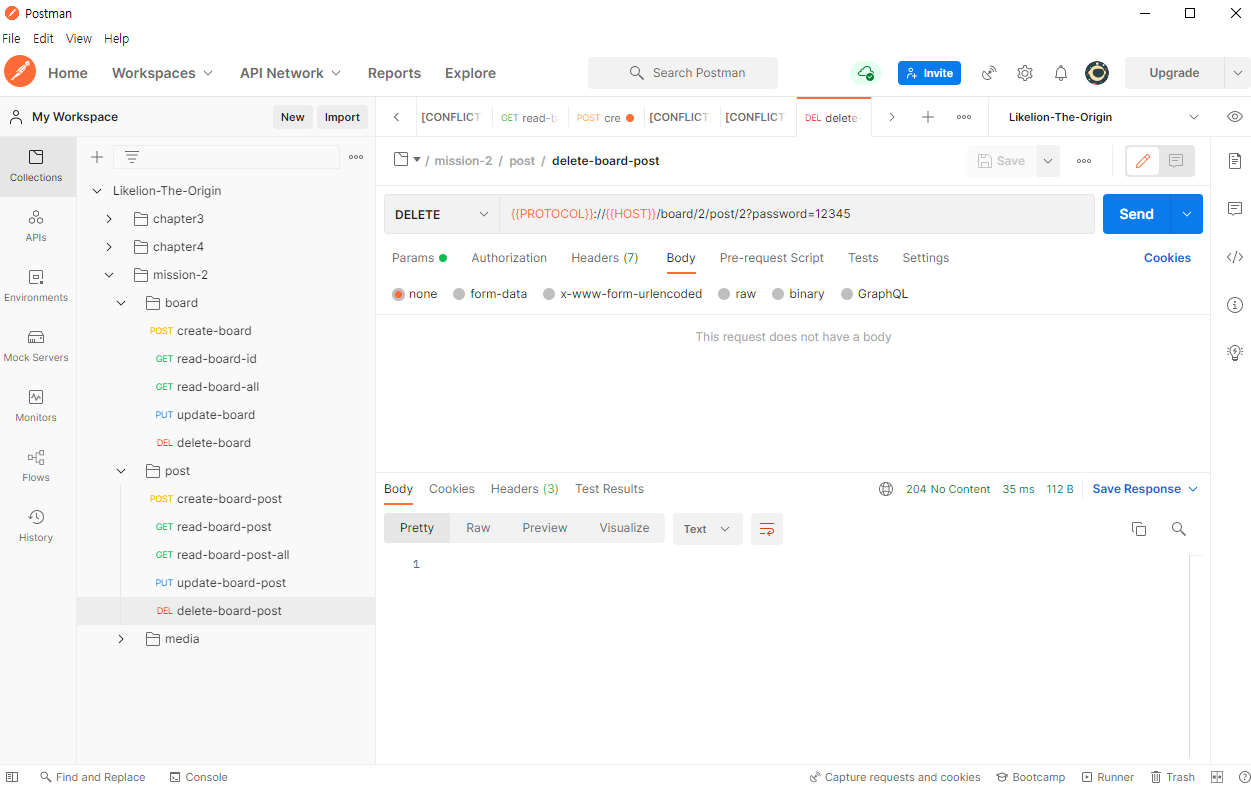 Postman
File Edit View Help
Home Workspaces API Network Reports Explore Search Postman Invite Upgrade
My Workspace New Import
[CONFLICT GET read-b POST cre [CONFLICT [CONFLICT DEL delete- Likelion-The-Origin
/ mission-2 / post / delete-board-post Save
DELETE {{PROTOCOL}}://{{HOST}}/board/2/post/2?password=12345 Send
Params Authorization Headers (7) Body Pre-request Script Tests Settings Cookies
none form-data x-www-form-urlencoded raw binary GraphQL
This request does not have a body
Collections
APIs
Environments
Mock Servers
Monitors
Flows
History
Likelion-The-Origin
chapter3
chapter4
mission-2
board
POST create-board
GET read-board-id
GET read-board-all
PUT update-board
DEL delete-board
post
POST create-board-post
GET read-board-post
GET read-board-post-all
PUT update-board-post
DEL delete-board-post
media
Body Cookies Headers (3) Test Results 204 No Content 35 ms 112 B Save Response
Pretty Raw Preview Visualize Text
1
Find and Replace Console Capture requests and cookies Bootcamp Runner Trash